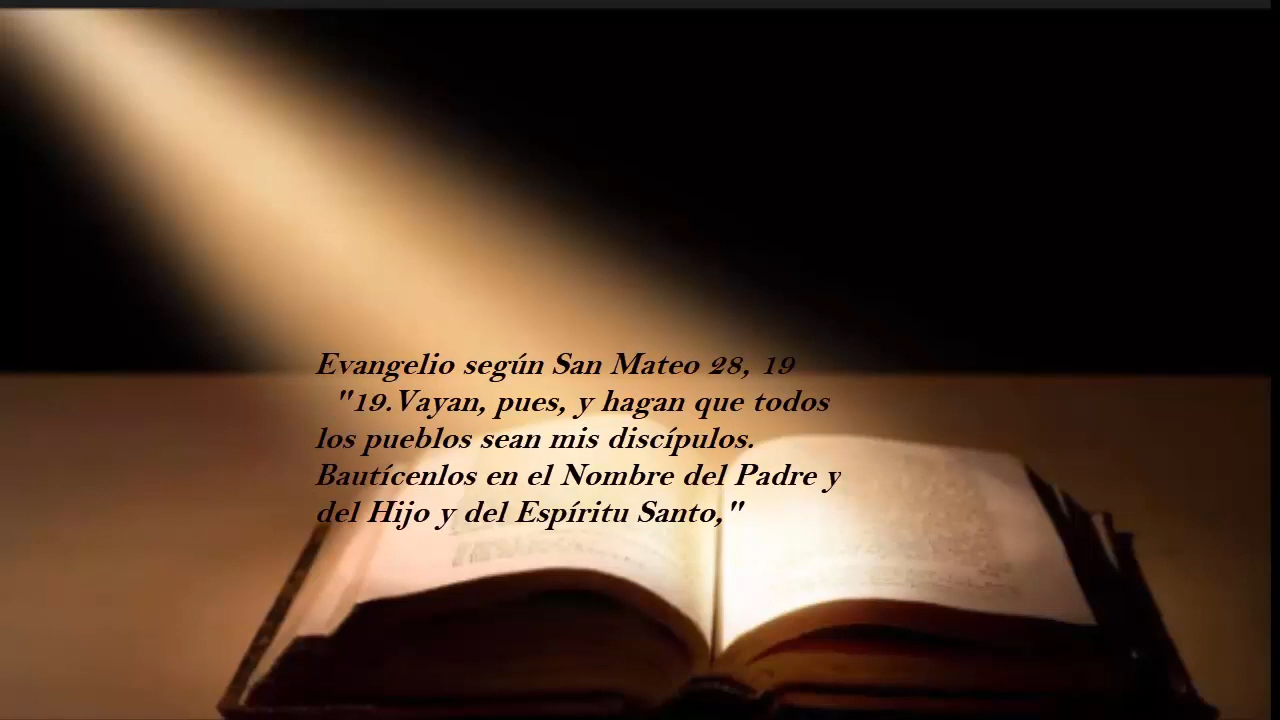 Evangelio según San Mateo 28, 19
"19.Vayan, pues, y hagan que todos
los pueblos sean mis discípulos.
Bautícenlos en el Nombre del Padre y
del Hijo y del Espíritu Santo,"